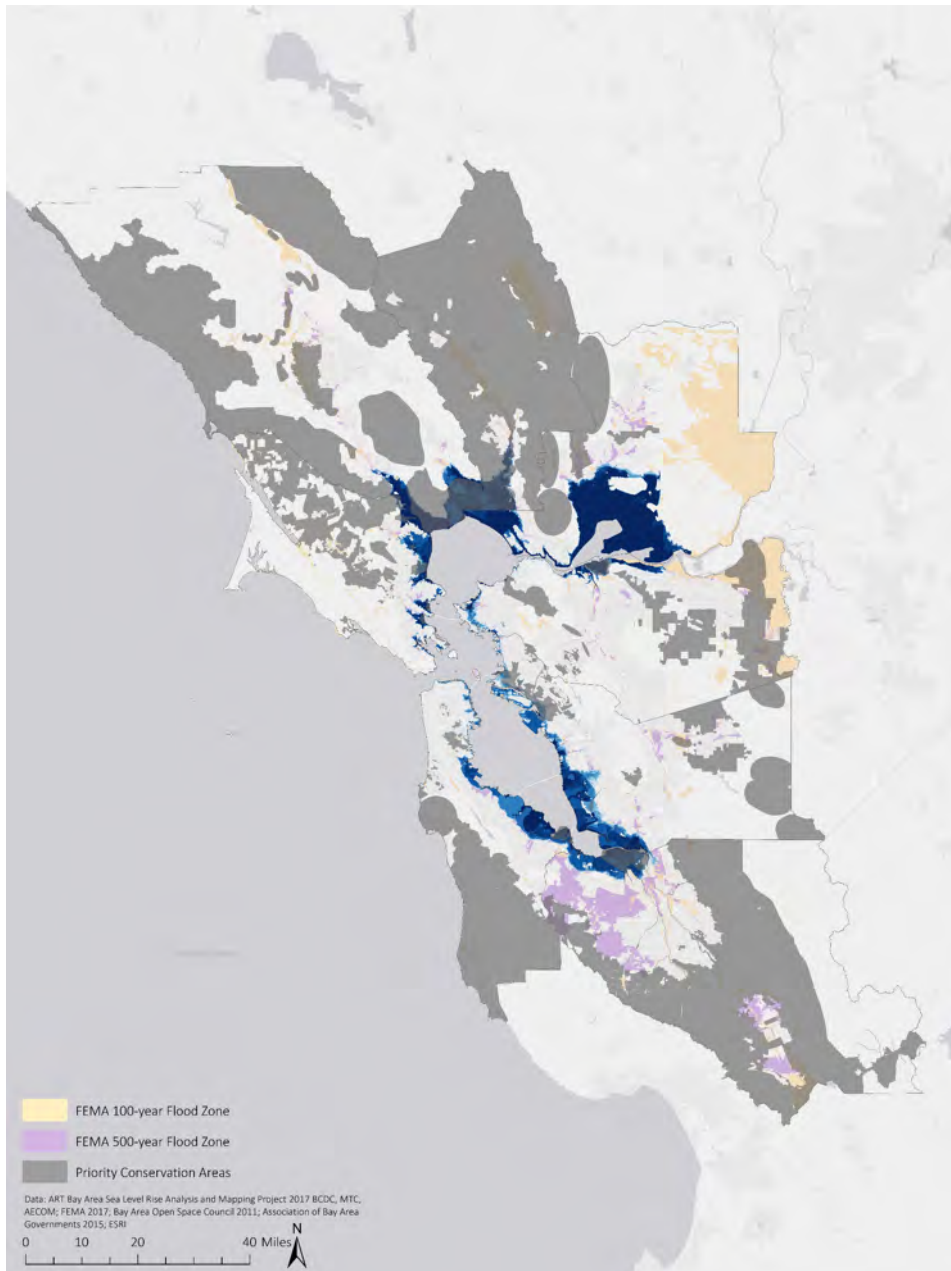 FEMA 100-year Flood Zone
FEMA 500-year Flood Zone
Priority Conservation Areas
Data: ART Bay Area Sea Level Rise Analysis and Mapping Project 2017 BCDC, MTC,
AECOM; FEMA 2017; Bay Area Open Space Council 2011; Association of Bay Area
Governments 2015; ESRI
N
0 10 20 40 Miles